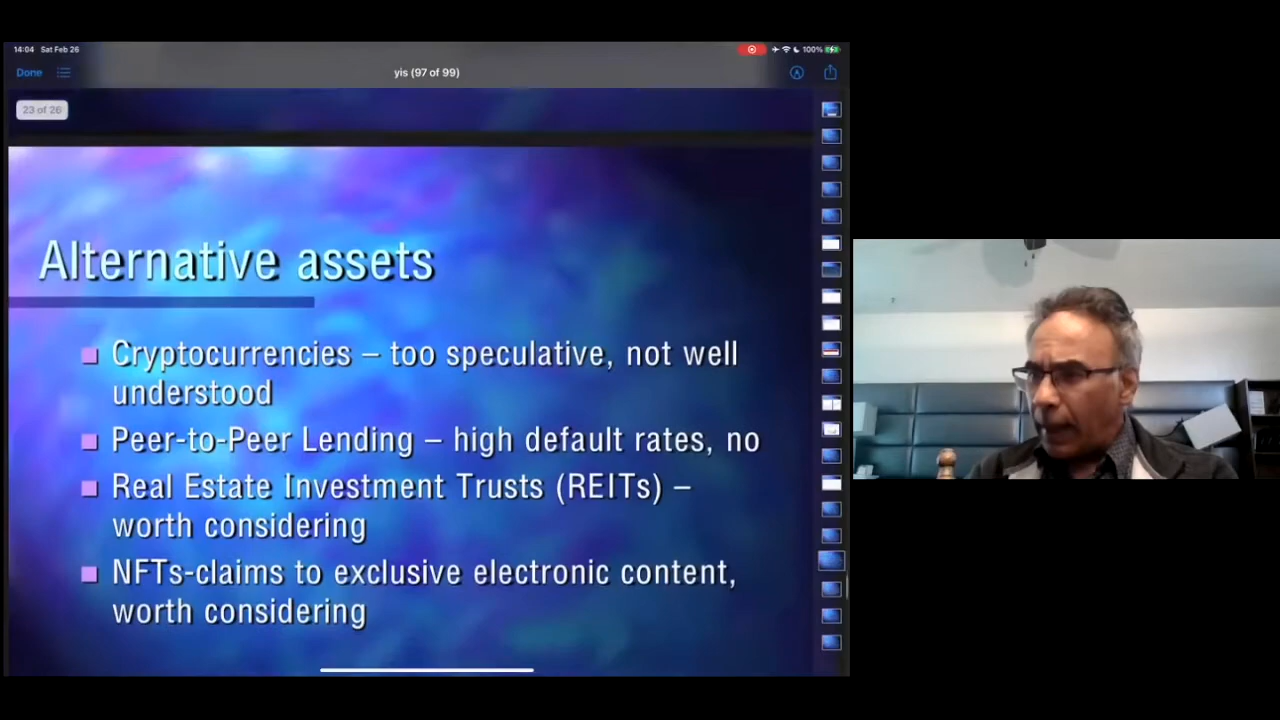 14:04 Sat Feb 26
100%
Done
yis (97 of 99)
23 of 26
Alternative assets
Cryptocurrencies – too speculative, not well
understood
Peer-to-Peer Lending – high default rates, no
Real Estate Investment Trusts (REITs) –
worth considering
NFTs-claims to exclusive electronic content,
worth considering